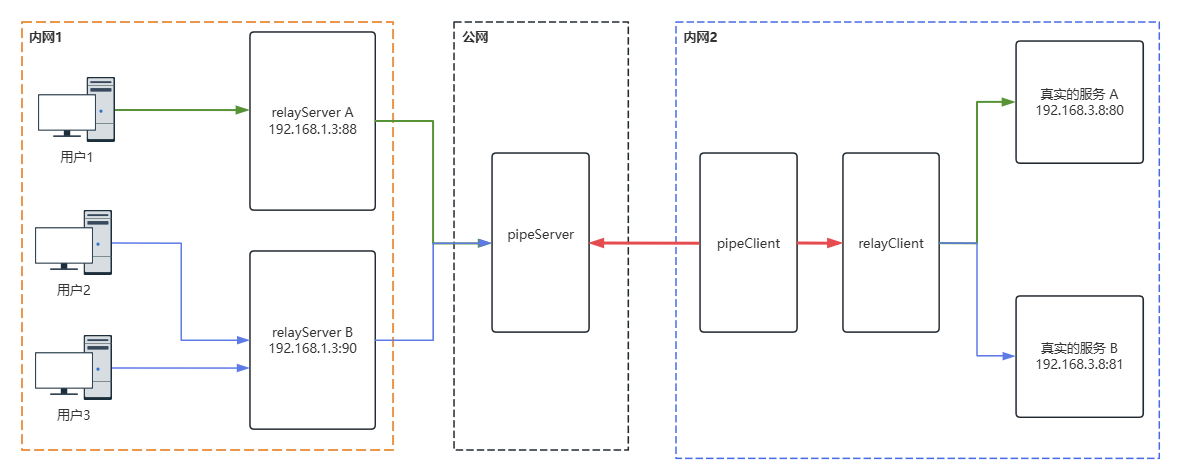 内网1
用户1
用户2
用户3
relayServer A
192.168.1.3:88
relayServer B
192.168.1.3:90
公网
pipeServer
内网2
pipeClient
relayClient
真实的服务 A
192.168.3.8:80
真实的服务 B
192.168.3.8:81